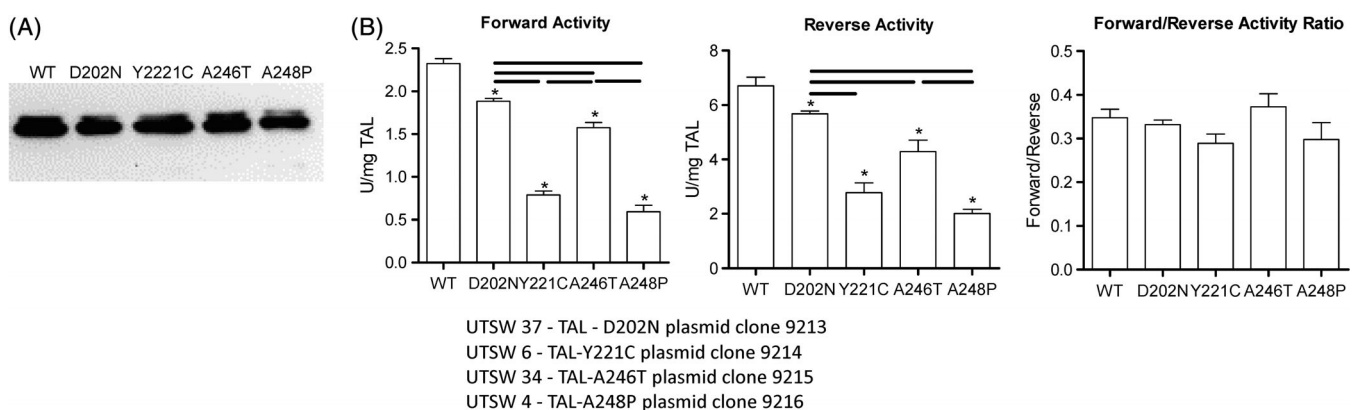 (A)
WT D202N Y2221C A246T A248P
(B)
Forward Activity
U/mg TAL
2.5
2.0
1.5
1.0
0.5
0.0
* * * *
WT D202N Y221C A246T A248P
Reverse Activity
U/mg TAL
8
6
4
2
0
* * * *
WT D202N Y221C A246T A248P
Forward/Reverse Activity Ratio
Forward/Reverse
0.5
0.4
0.3
0.2
0.1
0.0
WT D202N Y221C A246T A248P
UTSW 37 - TAL - D202N plasmid clone 9213
UTSW 6 - TAL-Y221C plasmid clone 9214
UTSW 34 - TAL-A246T plasmid clone 9215
UTSW 4 - TAL-A248P plasmid clone 9216